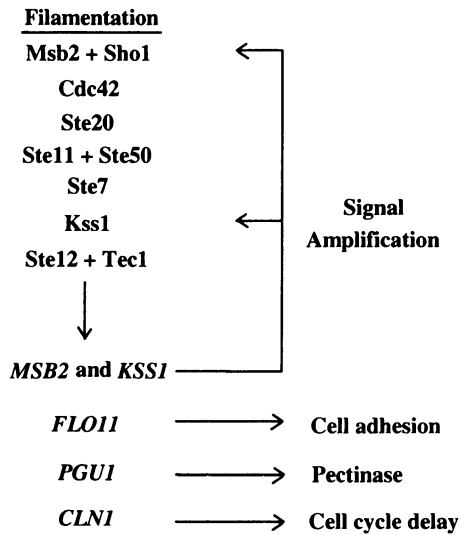 Filamentation
Msb2 + Sho1
Cdc42
Ste20
Ste11 + Ste50
Ste7
Kss1
Ste12 + Tec1
Signal
Amplification
MSB2 and KSS1
FLO11 Cell adhesion
PGU1 Pectinase
CLN1 Cell cycle delay